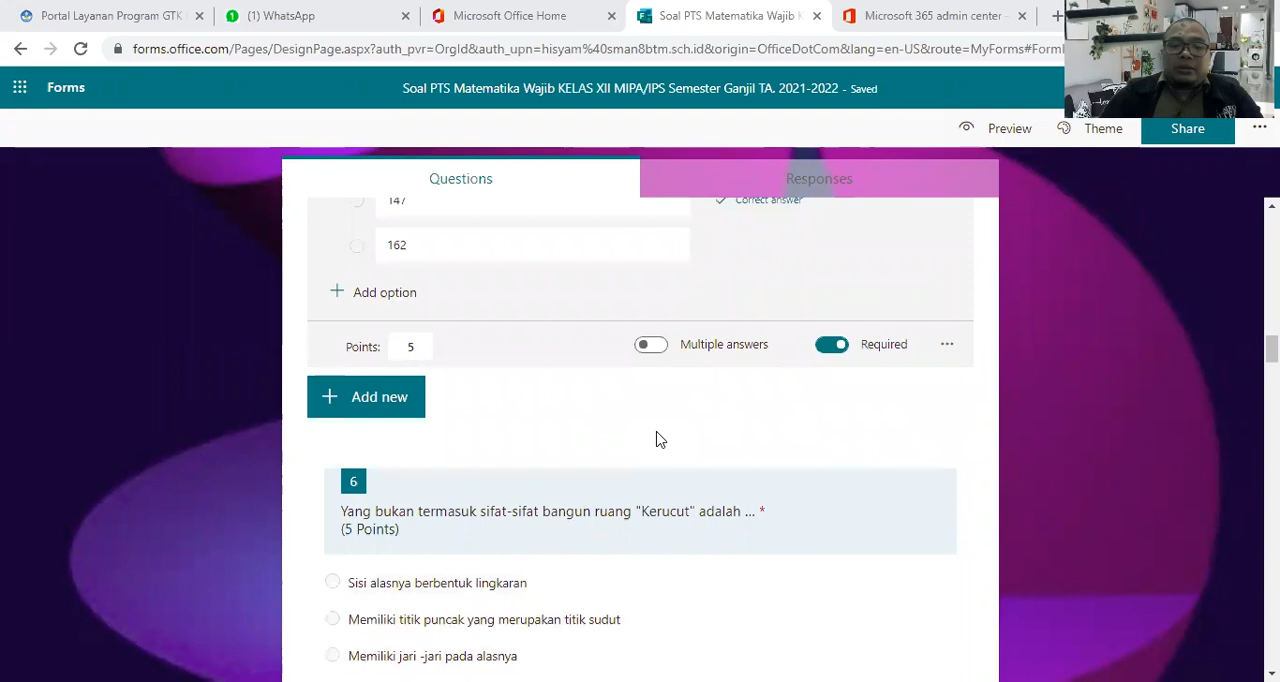 Portal Layanan Program GTK
(1) WhatsApp
Microsoft Office Home
Soal PTS Matematika Wajib K
Microsoft 365 admin center -
forms.office.com/Pages/DesignPage.aspx?auth_pvr=OrgId&auth_upn=hisyam%40sman8btm.sch.id&origin=OfficeDotCom&lang=en-US&route=MyForms#FormI
Forms
Soal PTS Matematika Wajib KELAS XII MIPA/IPS Semester Ganjil TA. 2021-2022 - Saved
Preview
Theme
Share
Questions
Responses
147
Correct answer
162
Add option
Points: 5
Multiple answers
Required
Add new
6
Yang bukan termasuk sifat-sifat bangun ruang "Kerucut" adalah ... *
(5 Points)
Sisi alasnya berbentuk lingkaran
Memiliki titik puncak yang merupakan titik sudut
Memiliki jari -jari pada alasnya